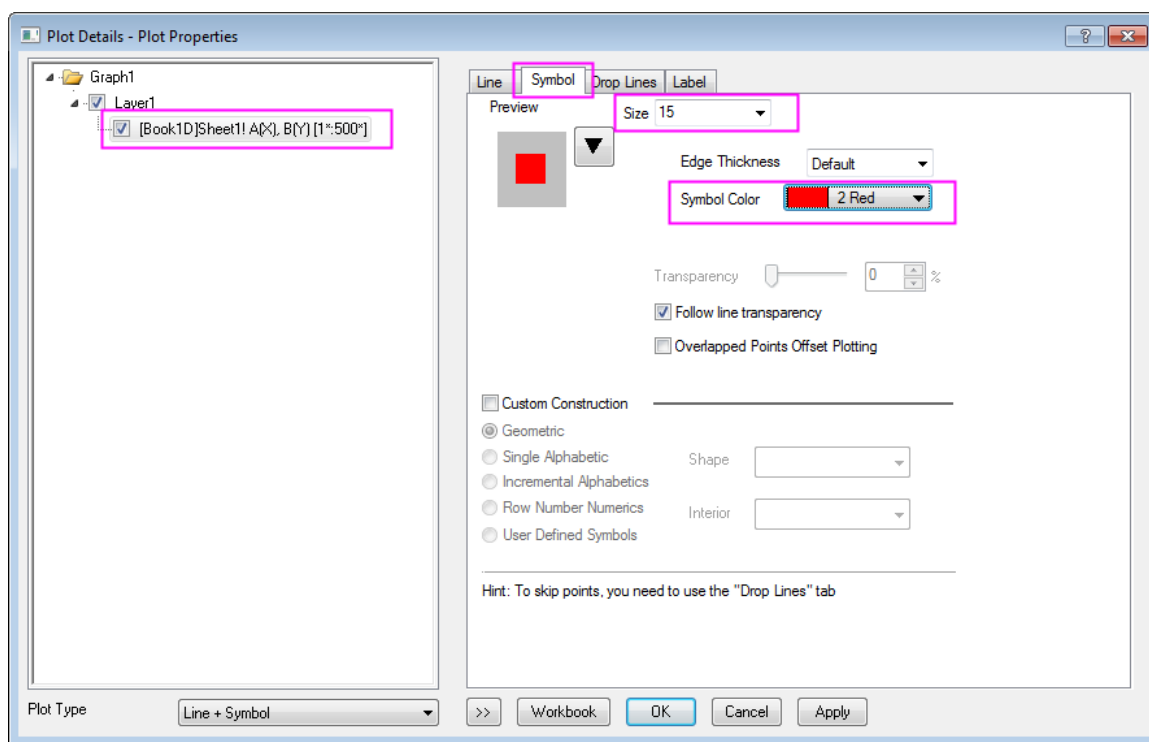 Plot Details - Plot Properties
?
Graph1
Layer1
[Book1D]Sheet1! A(X), B(Y) [1*:500*]
Line Symbol Drop Lines Label
Preview
Size 15
Edge Thickness Default
Symbol Color 2 Red
Transparency 0 %
Follow line transparency
Overlapped Points Offset Plotting
Custom Construction
Geometric
Single Alphabetic
Shape
Incremental Alphabetics
Row Number Numerics
Interior
User Defined Symbols
Hint: To skip points, you need to use the "Drop Lines" tab
Plot Type Line + Symbol
>> Workbook OK Cancel Apply